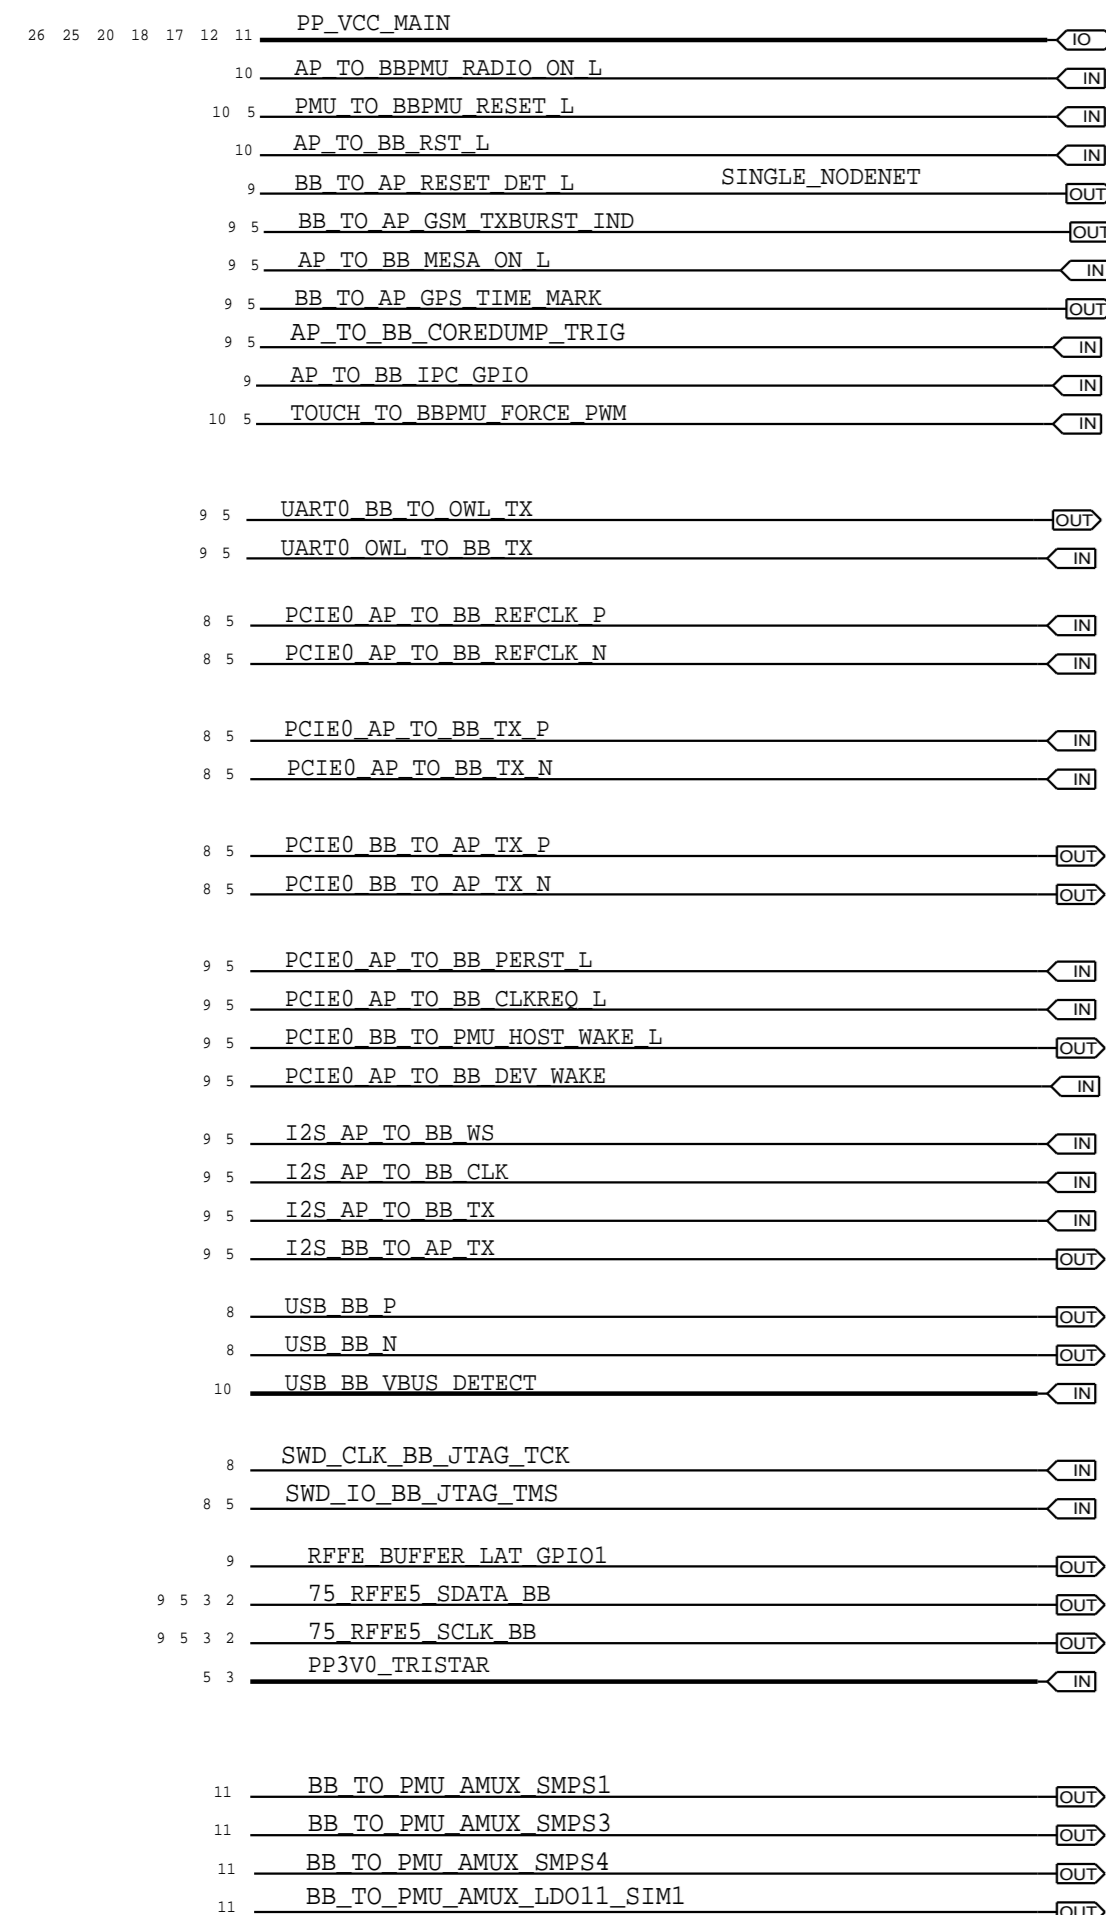 26 25 20 18 17 12 11 PP_VCC_MAIN IO
10 AP_TO_BBPMU_RADIO_ON_L IN
10 5 PMU_TO_BBPMU_RESET_L IN
10 AP_TO_BB_RST_L IN
9 BB_TO_AP_RESET_DET_L SINGLE_NODENET OUT
9 5 BB_TO_AP_GSM_TXBURST_IND OUT
9 5 AP_TO_BB_MESA_ON_L IN
9 5 BB_TO_AP_GPS_TIME_MARK OUT
9 5 AP_TO_BB_COREDUMP_TRIG IN
9 AP_TO_BB_IPC_GPIO IN
10 5 TOUCH_TO_BBPMU_FORCE_PWM IN
9 5 UART0_BB_TO_OWL_TX OUT
9 5 UART0_OWL_TO_BB_TX IN
8 5 PCIE0_AP_TO_BB_REFCLK_P IN
8 5 PCIE0_AP_TO_BB_REFCLK_N IN
8 5 PCIE0_AP_TO_BB_TX_P IN
8 5 PCIE0_AP_TO_BB_TX_N IN
8 5 PCIE0_BB_TO_AP_TX_P OUT
8 5 PCIE0_BB_TO_AP_TX_N OUT
9 5 PCIE0_AP_TO_BB_PERST_L IN
9 5 PCIE0_AP_TO_BB_CLKREQ_L IN
9 5 PCIE0_BB_TO_PMU_HOST_WAKE_L OUT
9 5 PCIE0_AP_TO_BB_DEV_WAKE IN
9 5 I2S_AP_TO_BB_WS IN
9 5 I2S_AP_TO_BB_CLK IN
9 5 I2S_AP_TO_BB_TX IN
9 5 I2S_BB_TO_AP_TX OUT
8 USB_BB_P OUT
8 USB_BB_N OUT
10 USB_BB_VBUS_DETECT IN
8 SWD_CLK_BB_JTAG_TCK IN
8 5 SWD_IO_BB_JTAG_TMS IN
9 RFFE_BUFFER_LAT_GPIO1 OUT
9 5 3 2 75_RFFE5_SDATA_BB OUT
9 5 3 2 75_RFFE5_SCLK_BB OUT
5 3 PP3V0_TRISTAR IN
11 BB_TO_PMU_AMUX_SMPS1 OUT
11 BB_TO_PMU_AMUX_SMPS3 OUT
11 BB_TO_PMU_AMUX_SMPS4 OUT
11 BB_TO_PMU_AMUX_LDO11_SIM1 OUT